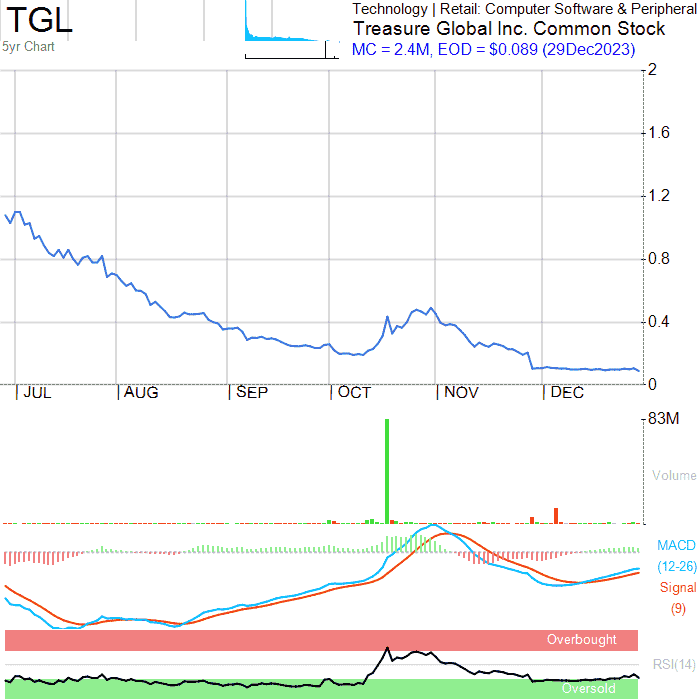 TGL
5yr Chart
Technology | Retail: Computer Software & Peripheral
Treasure Global Inc. Common Stock
MC = 2.4M, EOD = $0.089 (29Dec2023)
2
1.6
1.2
0.8
0.4
0
JUL AUG SEP OCT NOV DEC
83M
Volume
MACD
(12-26)
Signal
(9)
Overbought
RSI(14)
Oversold